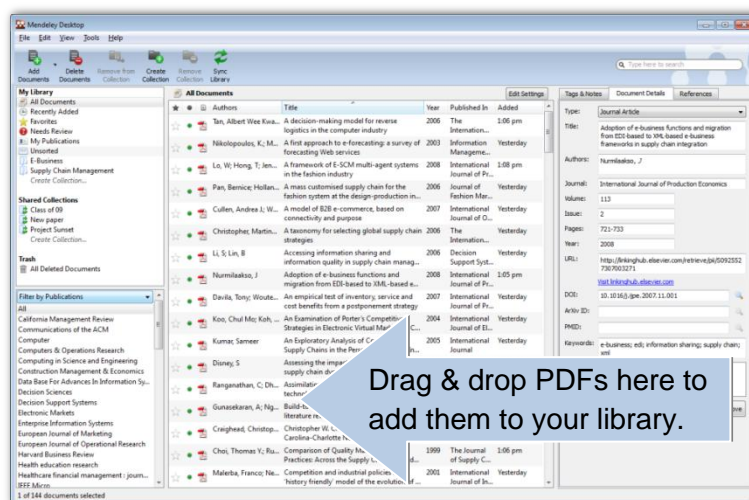 Mendeley Desktop
File Edit View Tools Help
Add Documents
Delete Documents
Remove from Collection
Create Collection
Remove Collection
Sync Library
Type here to search
My Library
All Documents
Recently Added
Favorites
Needs Review
My Publications
Unsorted
E-Business
Supply Chain Management
Create Collection...
Shared Collections
Class of 09
New paper
Project Sunset
Create Collection...
Trash
All Deleted Documents
Filter by Publications
All
California Management Review
Communications of the ACM
Computer
Computers & Operations Research
Computing in Science and Engineering
Construction Management & Economics
Data Base For Advances In Information Sy...
Decision Sciences
Decision Support Systems
Electronic Markets
Enterprise Information Systems
European Journal of Marketing
European Journal of Operational Research
Harvard Business Review
Health education research
Healthcare financial management : journ...
IEEE Micro
1 of 144 documents selected
All Documents Edit Settings
Authors Title Year Published In Added
Tan, Albert Wee Kwa... A decision-making model for reverse 2006 The 1:06 pm
logistics in the computer industry Internation...
Nikolopoulos, K.; M... A first approach to e-forecasting: a survey of 2003 Information Yesterday
forecasting Web services Manageme...
Lo, W; Hong, T; Jen... A framework of E-SCM multi-agent systems 2008 International 1:08 pm
in the fashion industry Journal of Pr...
Pan, Bernice; Hollan... A mass customised supply chain for the 2006 Journal of Yesterday
fashion system at the design-production in... Fashion Mar...
Cullen, Andrea J; W... A model of B2B e-commerce, based on 2007 International Yesterday
connectivity and purpose Journal of O...
Christopher, Martin... A taxonomy for selecting global supply chain 2006 The Yesterday
strategies Internation...
Li, S; Lin, B Accessing information sharing and 2006 Decision Yesterday
information quality in supply chain manag... Support Syst...
Nurmilaakso, J Adoption of e-business functions and 2008 International 1:05 pm
migration from EDI-based to XML-based e... Journal of Pr...
Davila, Tony; Woute... An empirical test of inventory, service and 2007 International Yesterday
cost benefits from a postponement strategy Journal of Pr...
Koo, Chul Mo; Koh, ... An Examination of Porter's Competitive 2004 International Yesterday
Strategies in Electronic Virtual Mar Journal of El...
Kumar, Sameer An Exploratory Analysis of Co 2005 International Yesterday
Supply Chains in the Per Journal
Disney, S Assessing the impa
supply chain dy
Ranganathan, C; Dh... Assimilatio
techno
Gunasekaran, A; Ng... Build-to
literature re
Craighead, Christop... Christopher W. C
Carolina-Charlotte N
Choi, Thomas Y.; Ru... Comparison of Quality M 1999 The Journal 1:06 pm
Practices: Across the Supply of Supply C...
Malerba, Franco; Ne... Competition and industrial policies 2001 International Yesterday
'history friendly' model of the evolution of Journal of In...
Tags & Notes Document Details References
Type: Journal Article
Title: Adoption of e-business functions and migration
from EDI-based to XML-based e-business
frameworks in supply chain integration
Authors: Nurmilaakso, J
Journal: International Journal of Production Economics
Volume: 113
Issue: 2
Pages: 721-733
Year: 2008
URL: http://linkinghub.elsevier.com/retrieve/pii/S092552
7307003271
Visit linkinghub.elsevier.com
DOI: 10.1016/j.ijpe.2007.11.001
ArXiv ID:
PMID:
Keywords: e-business; edi; information sharing; supply chain;
xml
Drag & drop PDFs here to
add them to your library.